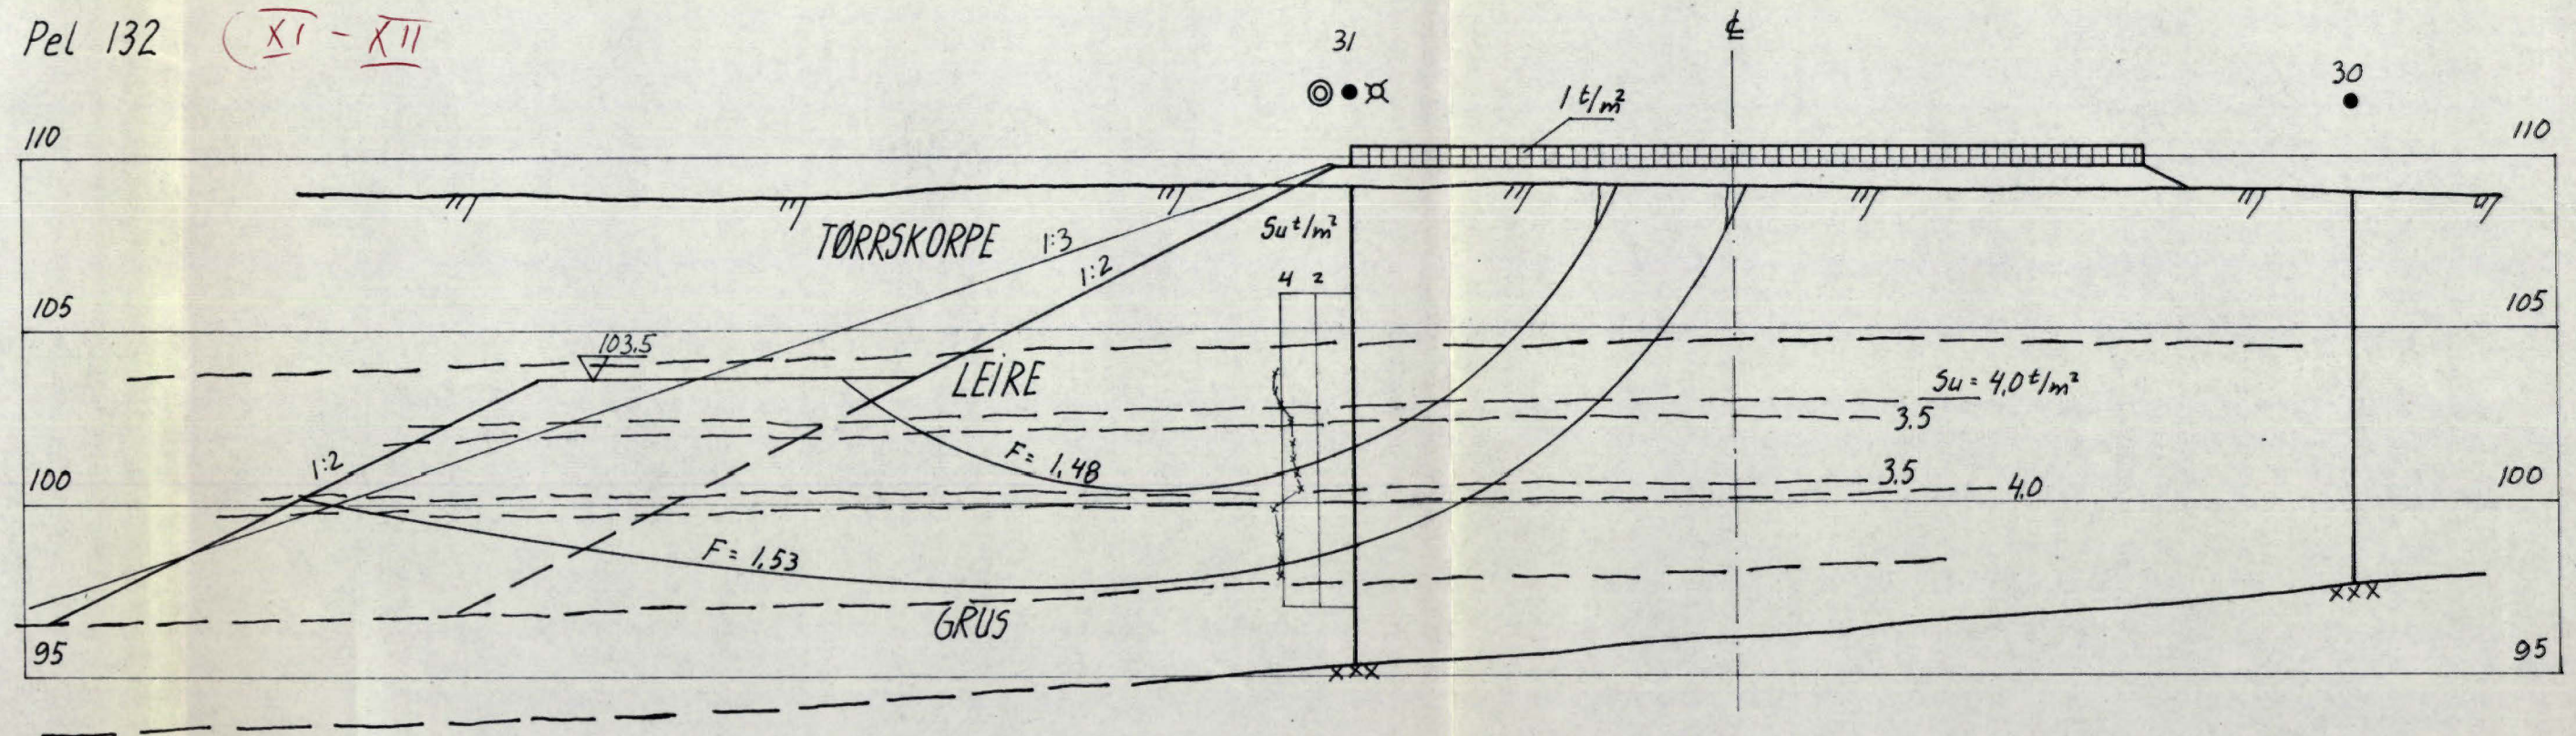 Pel 132 (XI - XII
31
℄
30
1 t/m²
110
110
Su t/m²
TØRRSKORPE
1:3
1:2
4 2
105
105
103.5
LEIRE
Su = 4,0 t/m²
3.5
1:2
F = 1,48
100
3.5
100
4.0
F = 1,53
GRUS
95
95